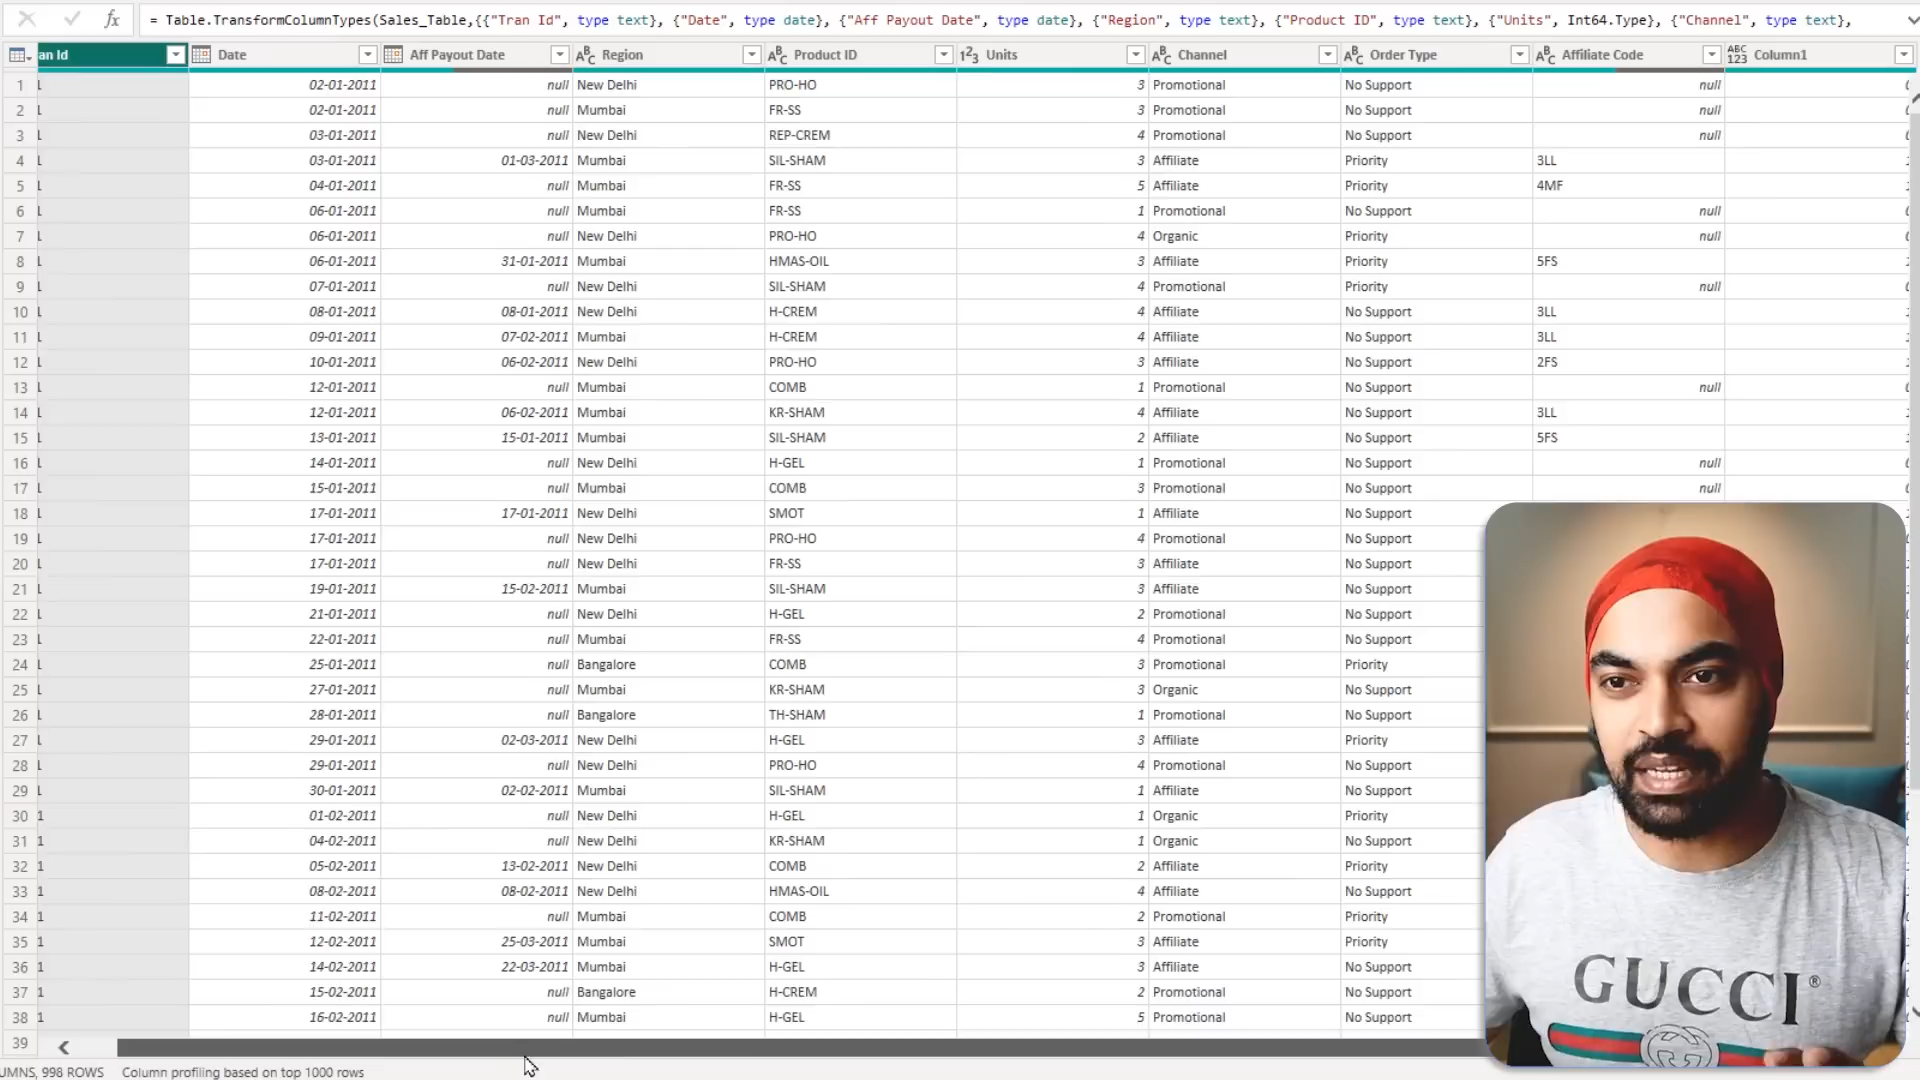 = Table.TransformColumnTypes(Sales_Table,{{"Tran Id", type text}, {"Date", type date}, {"Aff Payout Date", type date}, {"Region", type text}, {"Product ID", type text}, {"Units", Int64.Type}, {"Channel", type text},
an Id Date Aff Payout Date Region Product ID Units Channel Order Type Affiliate Code Column1
1 02-01-2011 null New Delhi PRO-HO 3 Promotional No Support null
2 02-01-2011 null Mumbai FR-SS 3 Promotional No Support null
3 03-01-2011 null New Delhi REP-CREM 4 Promotional No Support null
4 03-01-2011 01-03-2011 Mumbai SIL-SHAM 3 Affiliate Priority 3LL
5 04-01-2011 null Mumbai FR-SS 5 Affiliate Priority 4MF
6 06-01-2011 null Mumbai FR-SS 1 Promotional No Support null
7 06-01-2011 null New Delhi PRO-HO 4 Organic Priority null
8 06-01-2011 31-01-2011 Mumbai HMAS-OIL 3 Affiliate Priority 5FS
9 07-01-2011 null New Delhi SIL-SHAM 4 Promotional Priority null
10 08-01-2011 08-01-2011 New Delhi H-CREM 4 Affiliate No Support 3LL
11 09-01-2011 07-02-2011 Mumbai H-CREM 4 Affiliate No Support 3LL
12 10-01-2011 06-02-2011 New Delhi PRO-HO 3 Affiliate No Support 2FS
13 12-01-2011 null Mumbai COMB 1 Promotional No Support null
14 12-01-2011 06-02-2011 Mumbai KR-SHAM 4 Affiliate No Support 3LL
15 13-01-2011 15-01-2011 Mumbai SIL-SHAM 2 Affiliate No Support 5FS
16 14-01-2011 null New Delhi H-GEL 1 Promotional No Support null
17 15-01-2011 null Mumbai COMB 3 Promotional No Support null
18 17-01-2011 17-01-2011 New Delhi SMOT 1 Affiliate No Support
19 17-01-2011 null New Delhi PRO-HO 4 Promotional No Support
20 17-01-2011 null New Delhi FR-SS 3 Affiliate No Support
21 19-01-2011 15-02-2011 Mumbai SIL-SHAM 3 Affiliate No Support
22 21-01-2011 null New Delhi H-GEL 2 Promotional No Support
23 22-01-2011 null Mumbai FR-SS 4 Promotional No Support
24 25-01-2011 null Bangalore COMB 3 Promotional Priority
25 27-01-2011 null Mumbai KR-SHAM 3 Organic No Support
26 28-01-2011 null Bangalore TH-SHAM 1 Promotional No Support
27 29-01-2011 02-03-2011 New Delhi H-GEL 3 Affiliate Priority
28 29-01-2011 null New Delhi PRO-HO 4 Promotional No Support
29 30-01-2011 02-02-2011 Mumbai SIL-SHAM 1 Affiliate No Support
30 1 01-02-2011 null New Delhi H-GEL 1 Organic Priority
31 1 04-02-2011 null New Delhi KR-SHAM 1 Organic No Support
32 1 05-02-2011 13-02-2011 New Delhi COMB 2 Affiliate Priority
33 1 08-02-2011 08-02-2011 New Delhi HMAS-OIL 4 Affiliate No Support
34 1 11-02-2011 null Mumbai COMB 2 Promotional Priority
35 1 12-02-2011 25-03-2011 Mumbai SMOT 3 Affiliate Priority
36 1 14-02-2011 22-03-2011 Mumbai H-GEL 3 Affiliate No Support
37 1 15-02-2011 null Bangalore H-CREM 2 Promotional No Support
38 1 16-02-2011 null Mumbai H-GEL 5 Promotional No Support
39
UMNS, 998 ROWS Column profiling based on top 1000 rows
GUCCI®